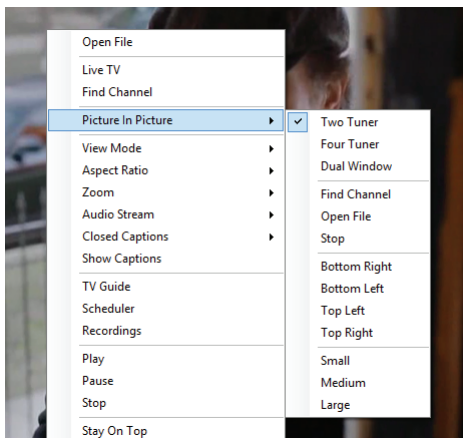 Open File
Live TV
Find Channel
Picture In Picture
View Mode
Aspect Ratio
Zoom
Audio Stream
Closed Captions
Show Captions
TV Guide
Scheduler
Recordings
Play
Pause
Stop
Stay On Top
Two Tuner
Four Tuner
Dual Window
Find Channel
Open File
Stop
Bottom Right
Bottom Left
Top Left
Top Right
Small
Medium
Large